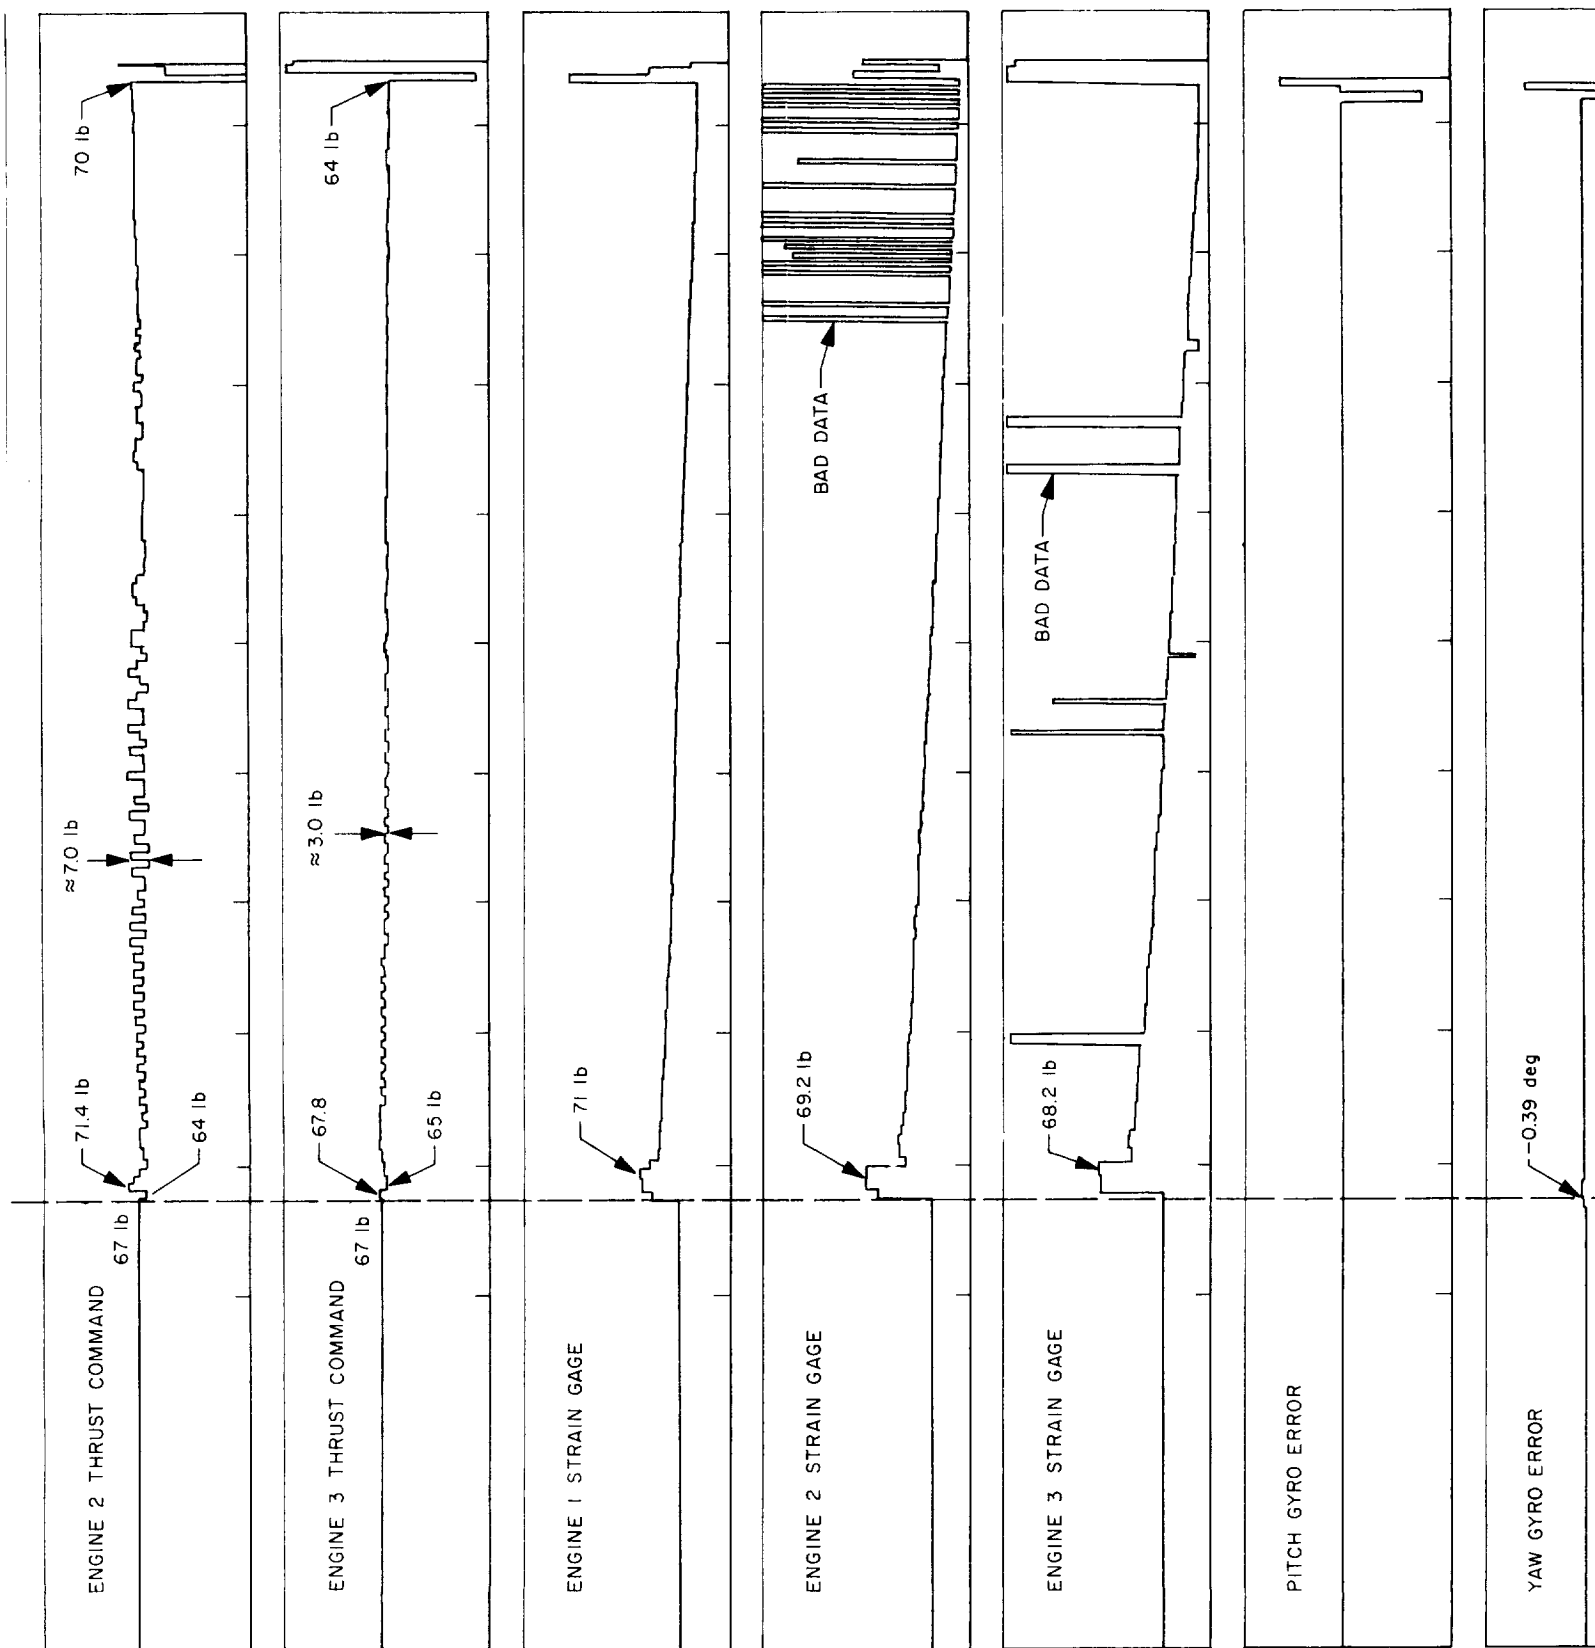 ENGINE 2 THRUST COMMAND
67 lb
71.4 lb
64 lb
≈7.0 lb
70 lb
ENGINE 3 THRUST COMMAND
67 lb
67.8
65 lb
≈3.0 lb
64 lb
ENGINE 1 STRAIN GAGE
71 lb
ENGINE 2 STRAIN GAGE
69.2 lb
BAD DATA
ENGINE 3 STRAIN GAGE
68.2 lb
BAD DATA
PITCH GYRO ERROR
YAW GYRO ERROR
-0.39 deg